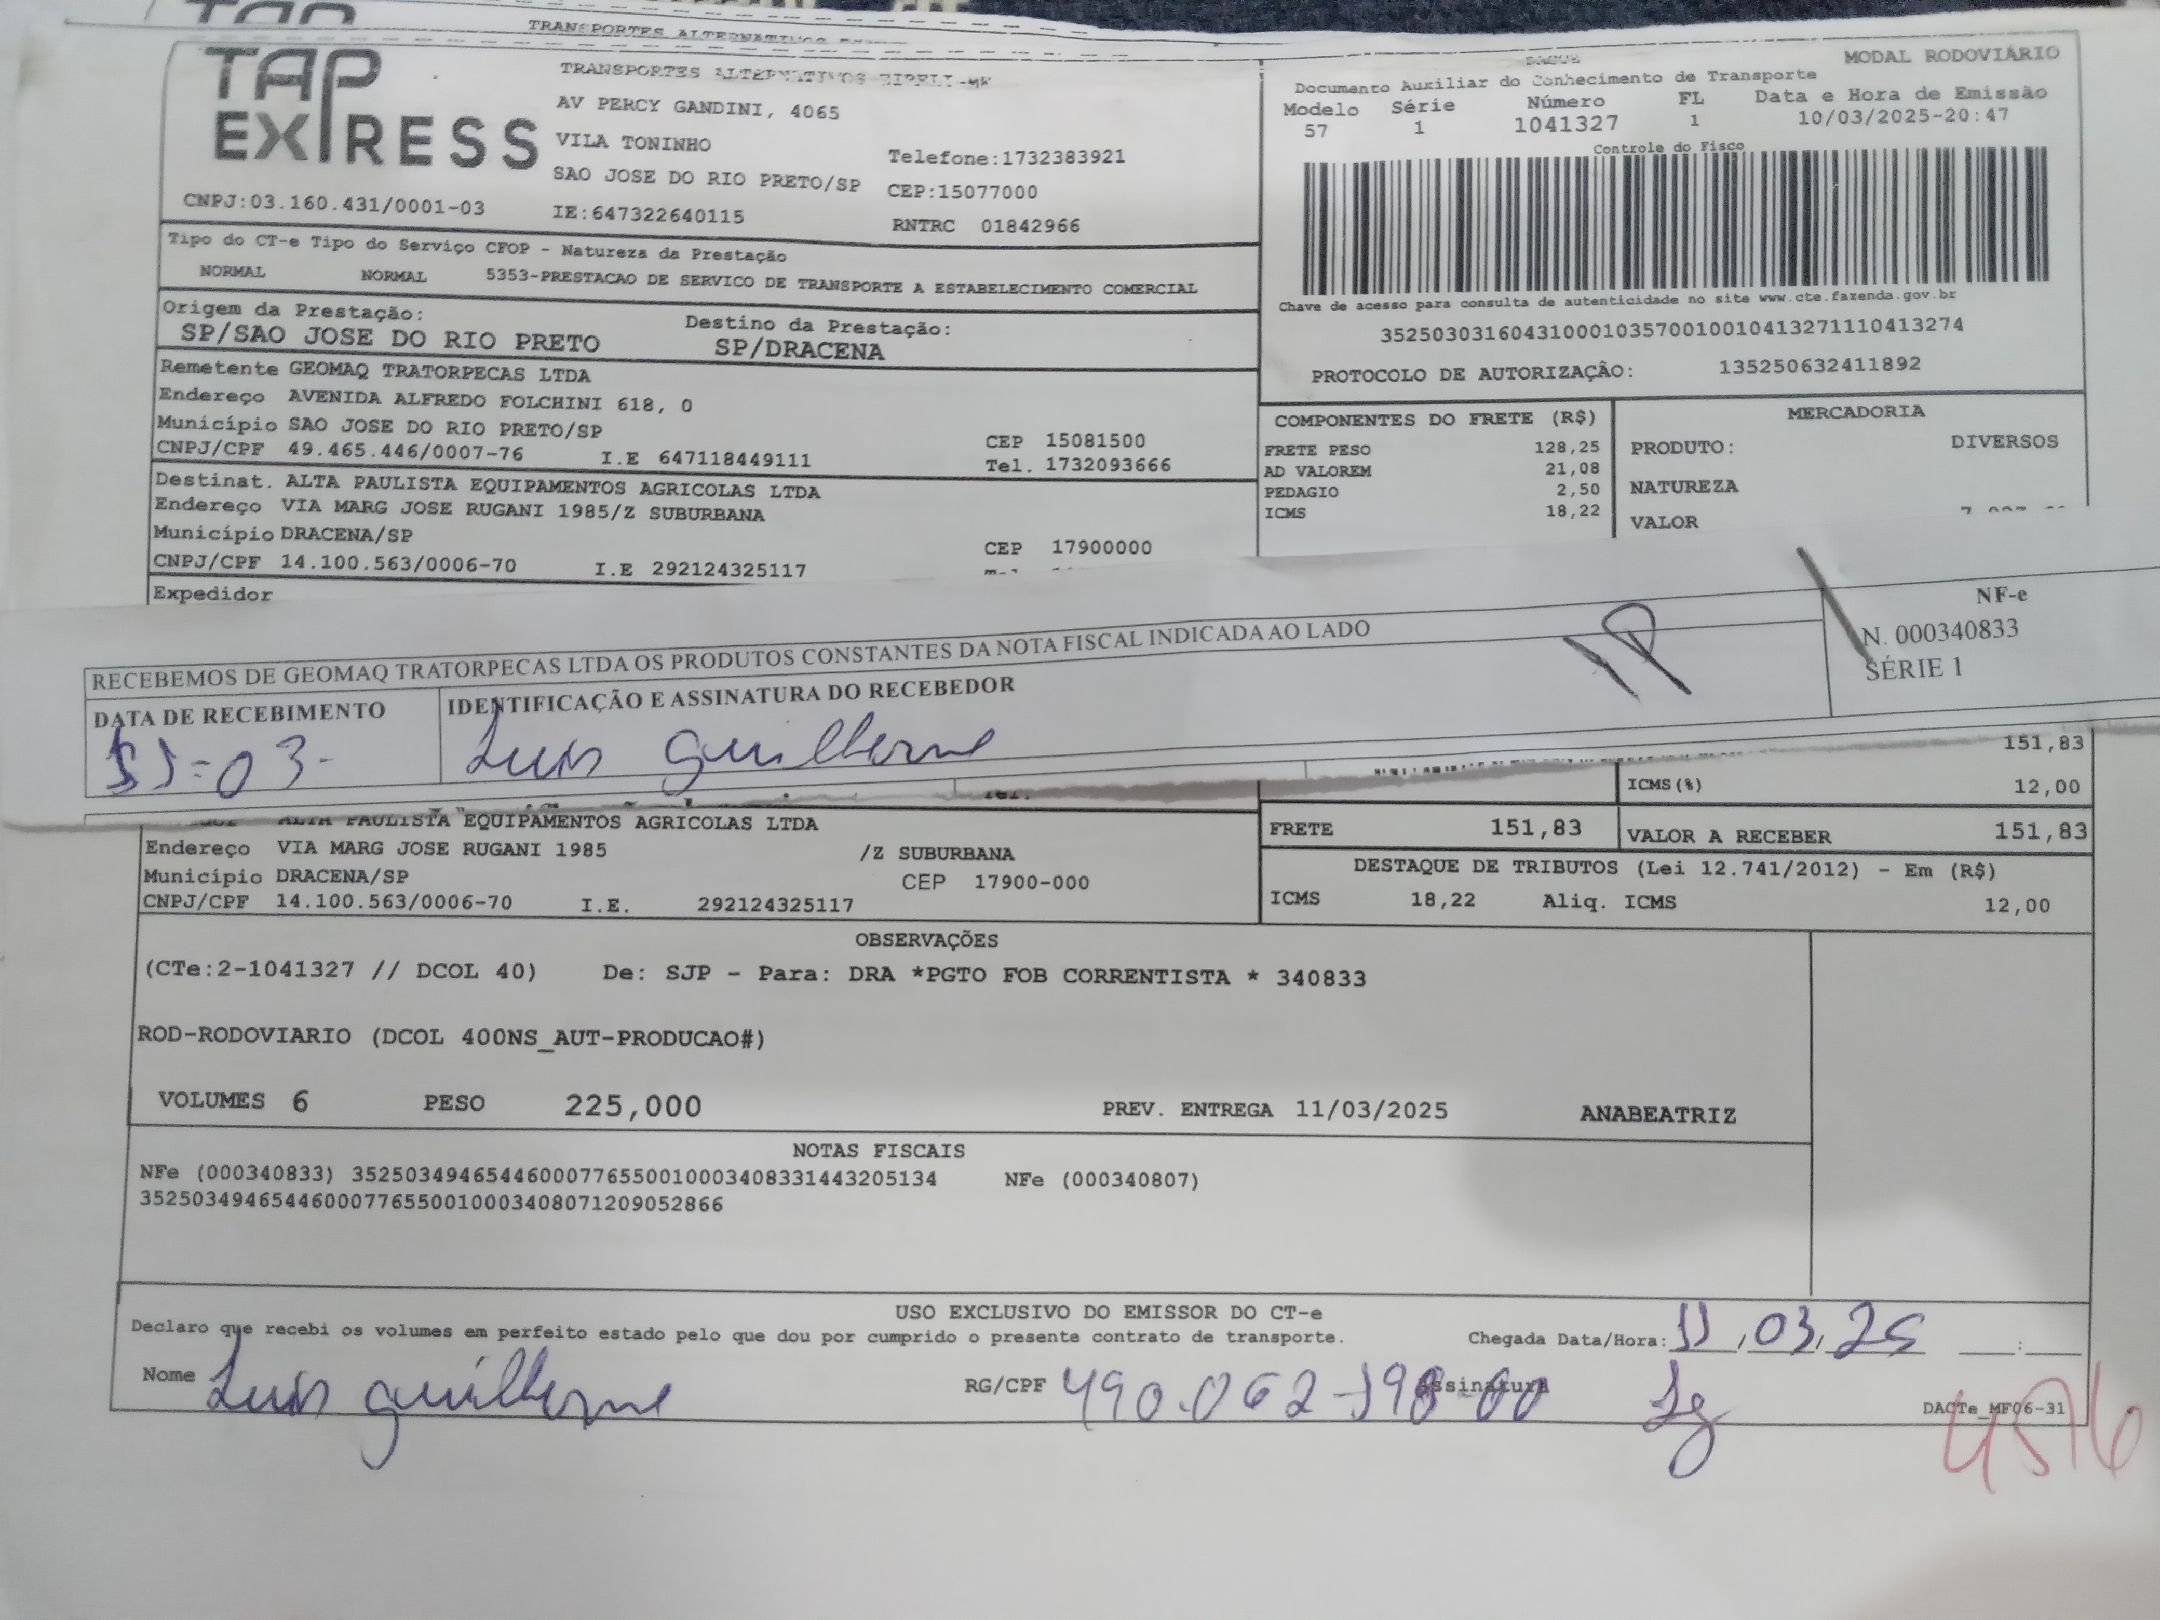 TRANSPORTES ALTERNATIVOS
TAP EXPRESS
TRANSPORTES ALTERNATIVOS EIRELI-ME
AV PERCY GANDINI, 4065
VILA TONINHO
Telefone:1732383921
SAO JOSE DO RIO PRETO/SP CEP:15077000
CNPJ:03.160.431/0001-03 IE:647322640115 RNTRC 01842966
DACTE MODAL RODOVIÁRIO
Documento Auxiliar do Conhecimento de Transporte
Modelo Série Número FL Data e Hora de Emissão
57 1 1041327 1 10/03/2025-20:47
Controle do Fisco
Chave de acesso para consulta de autenticidade no site www.cte.fazenda.gov.br
35250303160431000103570010010413271110413274
PROTOCOLO DE AUTORIZAÇÃO: 135250632411892
Tipo do CT-e Tipo do Serviço CFOP - Natureza da Prestação
NORMAL NORMAL 5353-PRESTACAO DE SERVICO DE TRANSPORTE A ESTABELECIMENTO COMERCIAL
Origem da Prestação: Destino da Prestação:
SP/SAO JOSE DO RIO PRETO SP/DRACENA
Remetente GEOMAQ TRATORPECAS LTDA
Endereço AVENIDA ALFREDO FOLCHINI 618, 0
Município SAO JOSE DO RIO PRETO/SP CEP 15081500
CNPJ/CPF 49.465.446/0007-76 I.E 647118449111 Tel. 1732093666
Destinat. ALTA PAULISTA EQUIPAMENTOS AGRICOLAS LTDA
Endereço VIA MARG JOSE RUGANI 1985/Z SUBURBANA
Município DRACENA/SP CEP 17900000
CNPJ/CPF 14.100.563/0006-70 I.E 292124325117
Expedidor
COMPONENTES DO FRETE (R$) MERCADORIA
FRETE PESO 128,25 PRODUTO: DIVERSOS
AD VALOREM 21,08
PEDAGIO 2,50 NATUREZA
ICMS 18,22 VALOR
RECEBEMOS DE GEOMAQ TRATORPECAS LTDA OS PRODUTOS CONSTANTES DA NOTA FISCAL INDICADA AO LADO
DATA DE RECEBIMENTO IDENTIFICAÇÃO E ASSINATURA DO RECEBEDOR
11-03- Luis guilherme
NF-e
N. 000340833
SÉRIE 1
151,83
ICMS(%) 12,00
FRETE 151,83 VALOR A RECEBER 151,83
DESTAQUE DE TRIBUTOS (Lei 12.741/2012) - Em (R$)
ICMS 18,22 Aliq. ICMS 12,00
ALTA PAULISTA EQUIPAMENTOS AGRICOLAS LTDA
Endereço VIA MARG JOSE RUGANI 1985 /Z SUBURBANA
Município DRACENA/SP CEP 17900-000
CNPJ/CPF 14.100.563/0006-70 I.E. 292124325117
OBSERVAÇÕES
(CTe:2-1041327 // DCOL 40) De: SJP - Para: DRA *PGTO FOB CORRENTISTA * 340833
ROD-RODOVIARIO (DCOL 400NS_AUT-PRODUCAO#)
VOLUMES 6 PESO 225,000 PREV. ENTREGA 11/03/2025 ANABEATRIZ
NOTAS FISCAIS
NFe (000340833) 35250349465446000776550010003408331443205134 NFe (000340807)
35250349465446000776550010003408071209052866
USO EXCLUSIVO DO EMISSOR DO CT-e
Declaro que recebi os volumes em perfeito estado pelo que dou por cumprido o presente contrato de transporte. Chegada Data/Hora: 11/03/25 :
Nome Luis guilherme RG/CPF 490.062-198-00 Assinatura Lg
DACTe_MF06-31